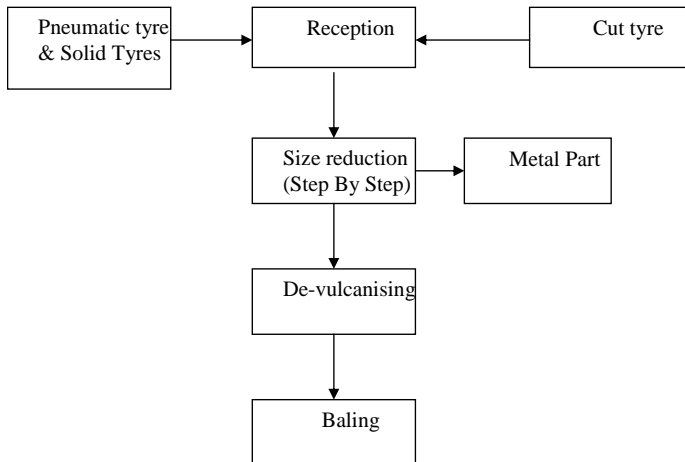 Pneumatic tyre
& Solid Tyres
Reception
Cut tyre
Size reduction
(Step By Step)
Metal Part
De-vulcanising
Baling